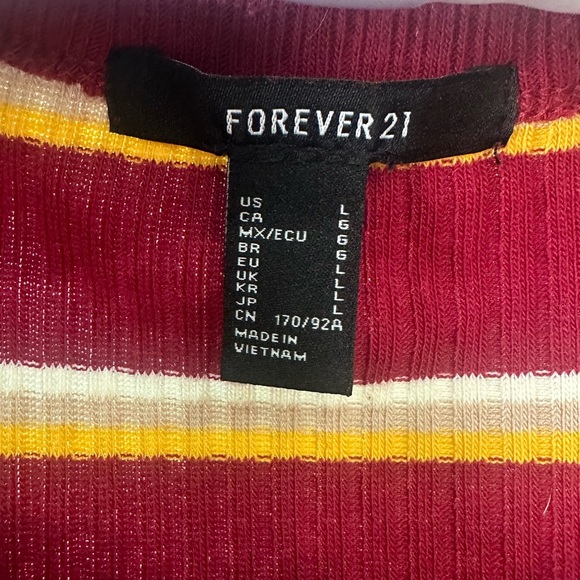 FOREVER 21
US L
CA G
MX/ECU G
BR G
EU L
UK L
KR L
JP L
CN 170/92A
MADE IN
VIETNAM